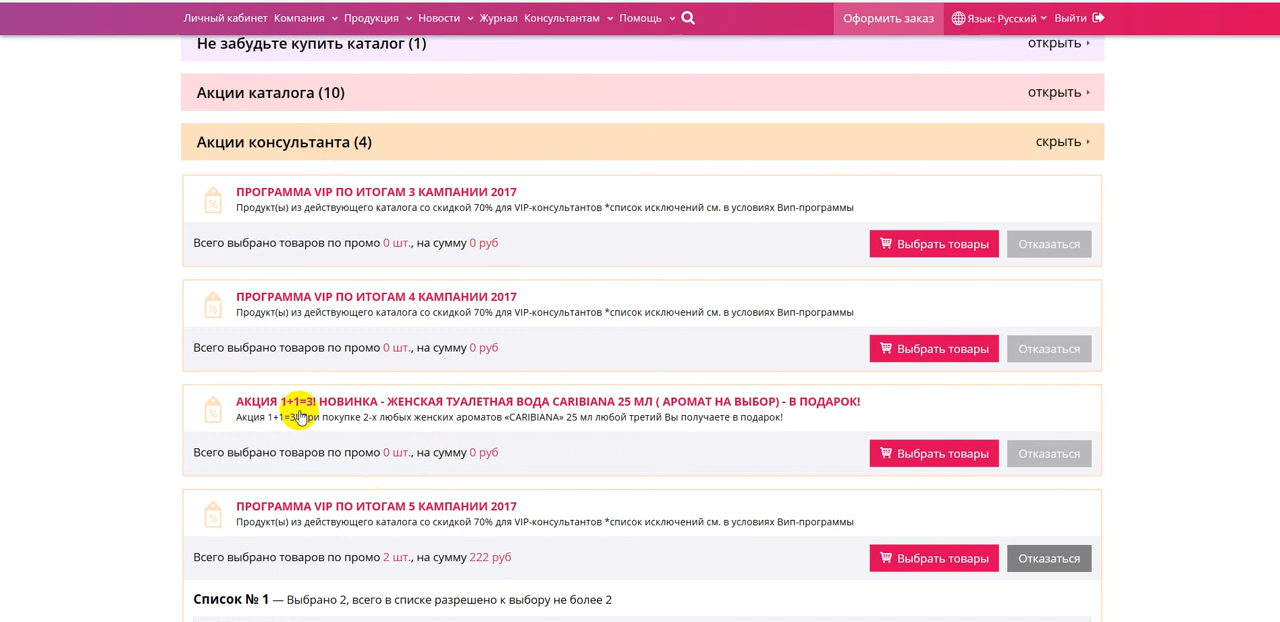 Личный кабинет Компания Продукция Новости Журнал Консультантам Помощь Оформить заказ Язык: Русский Выйти
Не забудьте купить каталог (1) открыть
Акции каталога (10) открыть
Акции консультанта (4) скрыть
%
ПРОГРАММА VIP ПО ИТОГАМ 3 КАМПАНИИ 2017
Продукт(ы) из действующего каталога со скидкой 70% для VIP-консультантов *список исключений см. в условиях Вип-программы
Всего выбрано товаров по промо 0 шт., на сумму 0 руб Выбрать товары Отказаться
%
ПРОГРАММА VIP ПО ИТОГАМ 4 КАМПАНИИ 2017
Продукт(ы) из действующего каталога со скидкой 70% для VIP-консультантов *список исключений см. в условиях Вип-программы
Всего выбрано товаров по промо 0 шт., на сумму 0 руб Выбрать товары Отказаться
%
АКЦИЯ 1+1=3! НОВИНКА - ЖЕНСКАЯ ТУАЛЕТНАЯ ВОДА CARIBIANA 25 МЛ ( АРОМАТ НА ВЫБОР) - В ПОДАРОК!
Акция 1+1=3! при покупке 2-х любых женских ароматов «CARIBIANA» 25 мл любой третий Вы получаете в подарок!
Всего выбрано товаров по промо 0 шт., на сумму 0 руб Выбрать товары Отказаться
%
ПРОГРАММА VIP ПО ИТОГАМ 5 КАМПАНИИ 2017
Продукт(ы) из действующего каталога со скидкой 70% для VIP-консультантов *список исключений см. в условиях Вип-программы
Всего выбрано товаров по промо 2 шт., на сумму 222 руб Выбрать товары Отказаться
Список № 1 — Выбрано 2, всего в списке разрешено к выбору не более 2